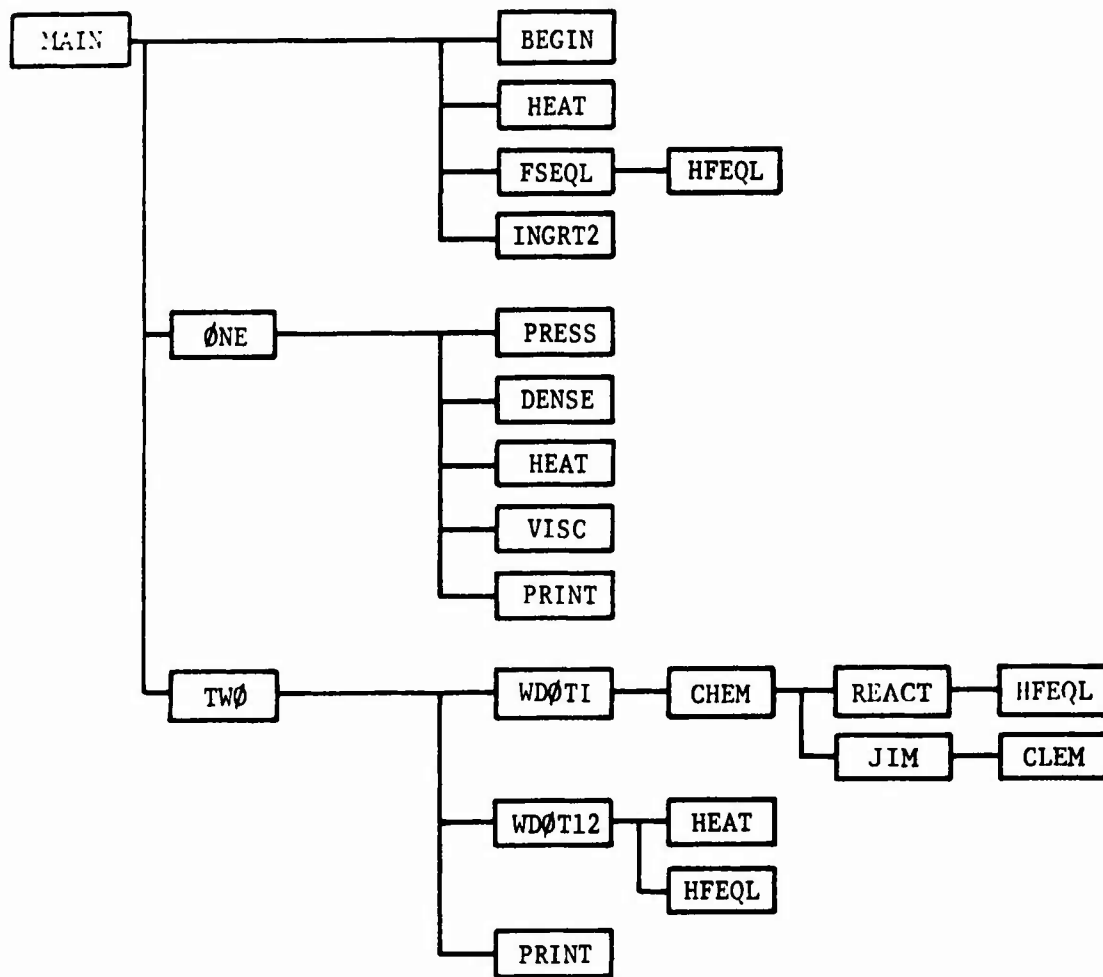 MAIN
BEGIN
HEAT
FSEQL HFEQL
INGRT2
ØNE PRESS
DENSE
HEAT
VISC
PRINT
TWØ WDØTI CHEM REACT HFEQL
JIM CLEM
WDØT12 HEAT
HFEQL
PRINT